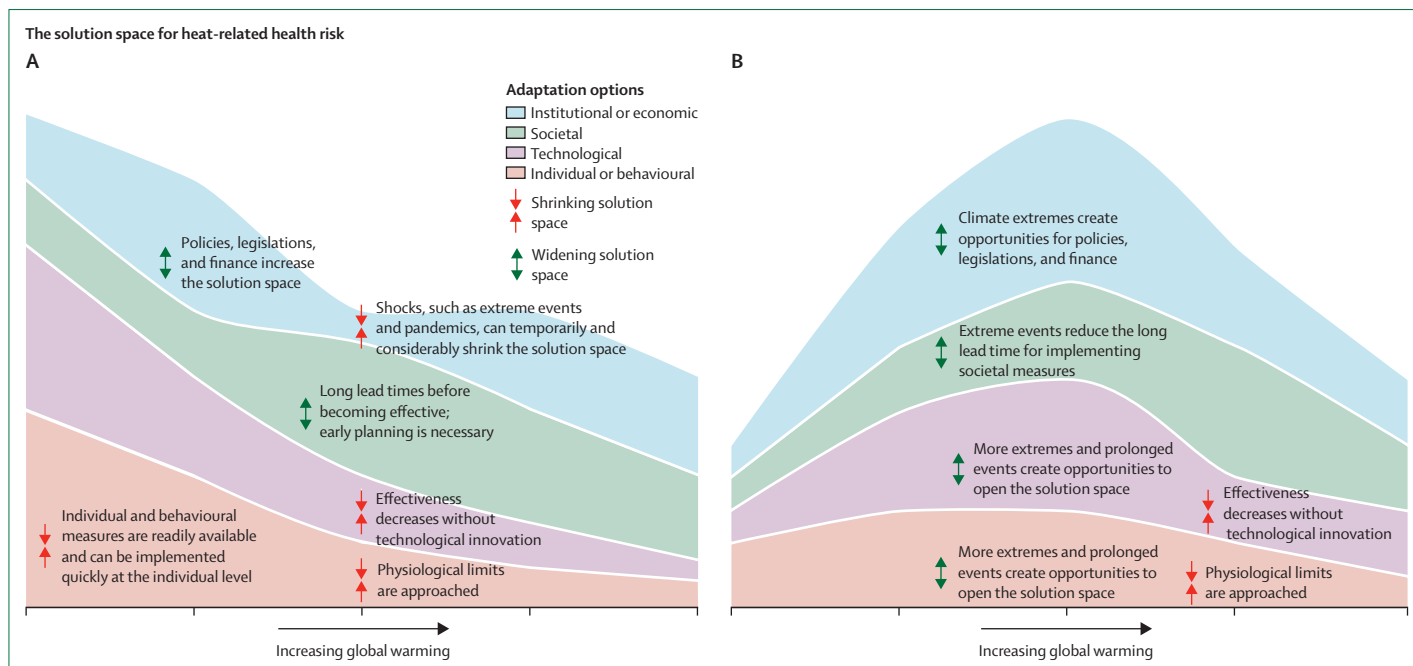 The solution space for heat-related health risk
A
Adaptation options
Institutional or economic
Societal
Technological
Individual or behavioural
Shrinking solution
space
Widening solution
space
Policies, legislations,
and finance increase
the solution space
Shocks, such as extreme events
and pandemics, can temporarily and
considerably shrink the solution space
Long lead times before
becoming effective;
early planning is necessary
Effectiveness
decreases without
technological innovation
Individual and behavioural
measures are readily available
and can be implemented
quickly at the individual level
Physiological limits
are approached
Increasing global warming
B
Climate extremes create
opportunities for policies,
legislations, and finance
Extreme events reduce the long
lead time for implementing
societal measures
More extremes and prolonged
events create opportunities to
open the solution space
Effectiveness
decreases without
technological innovation
More extremes and prolonged
events create opportunities to
open the solution space
Physiological limits
are approached
Increasing global warming